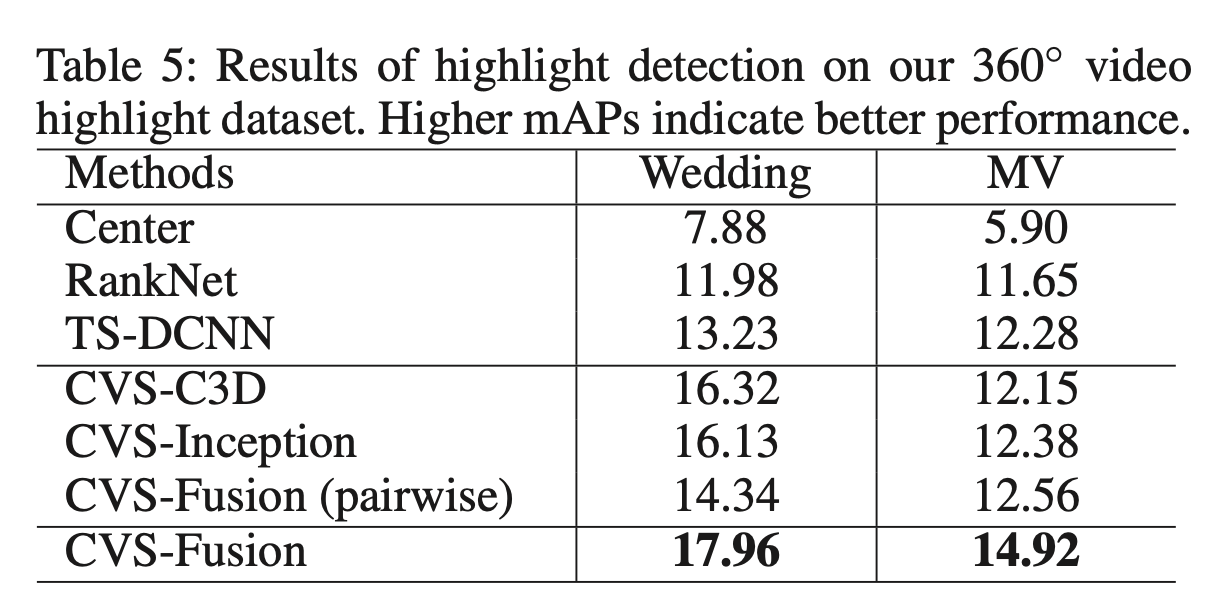 Table 5: Results of highlight detection on our 360° video
highlight dataset. Higher mAPs indicate better performance.
Methods Wedding MV
Center 7.88 5.90
RankNet 11.98 11.65
TS-DCNN 13.23 12.28
CVS-C3D 16.32 12.15
CVS-Inception 16.13 12.38
CVS-Fusion (pairwise) 14.34 12.56
CVS-Fusion 17.96 14.92